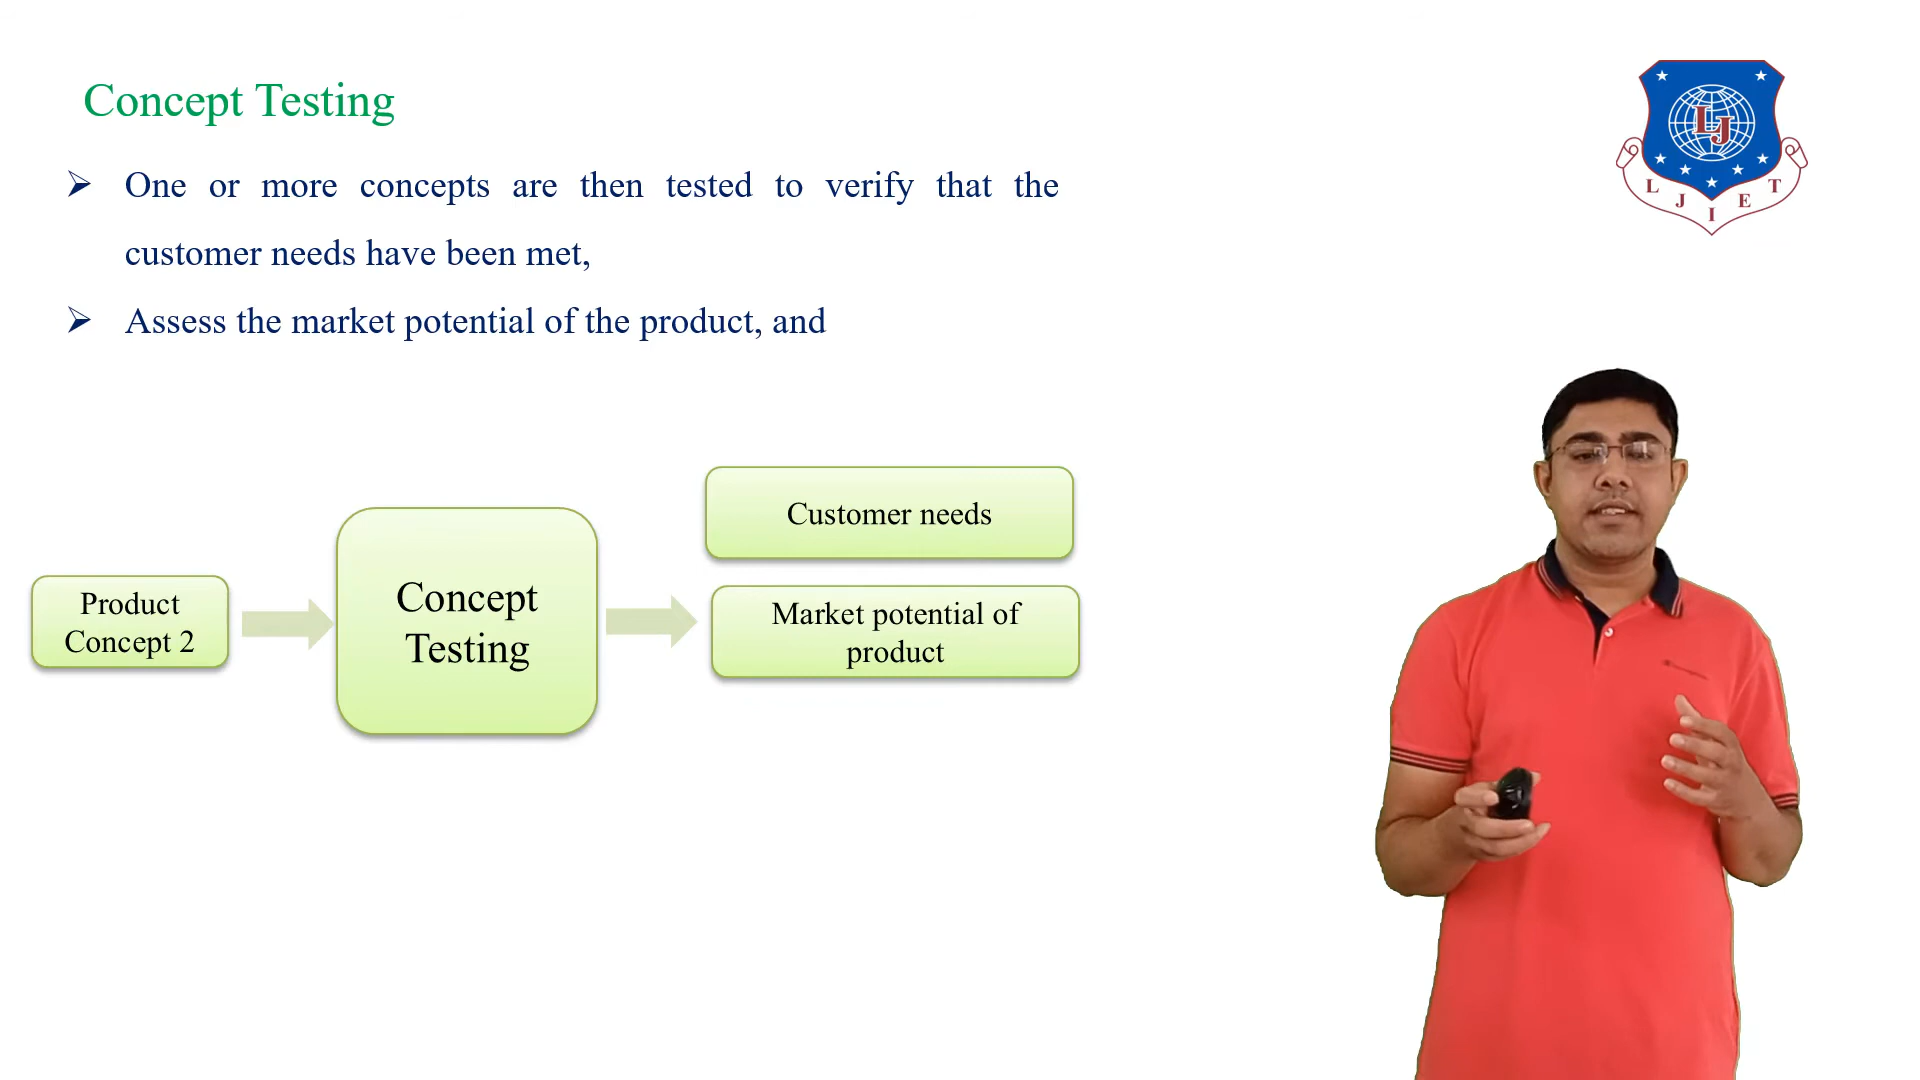 Concept Testing
One or more concepts are then tested to verify that the
customer needs have been met,
Assess the market potential of the product, and
Product
Concept 2
Concept
Testing
Customer needs
Market potential of
product
LJ
L J I E T